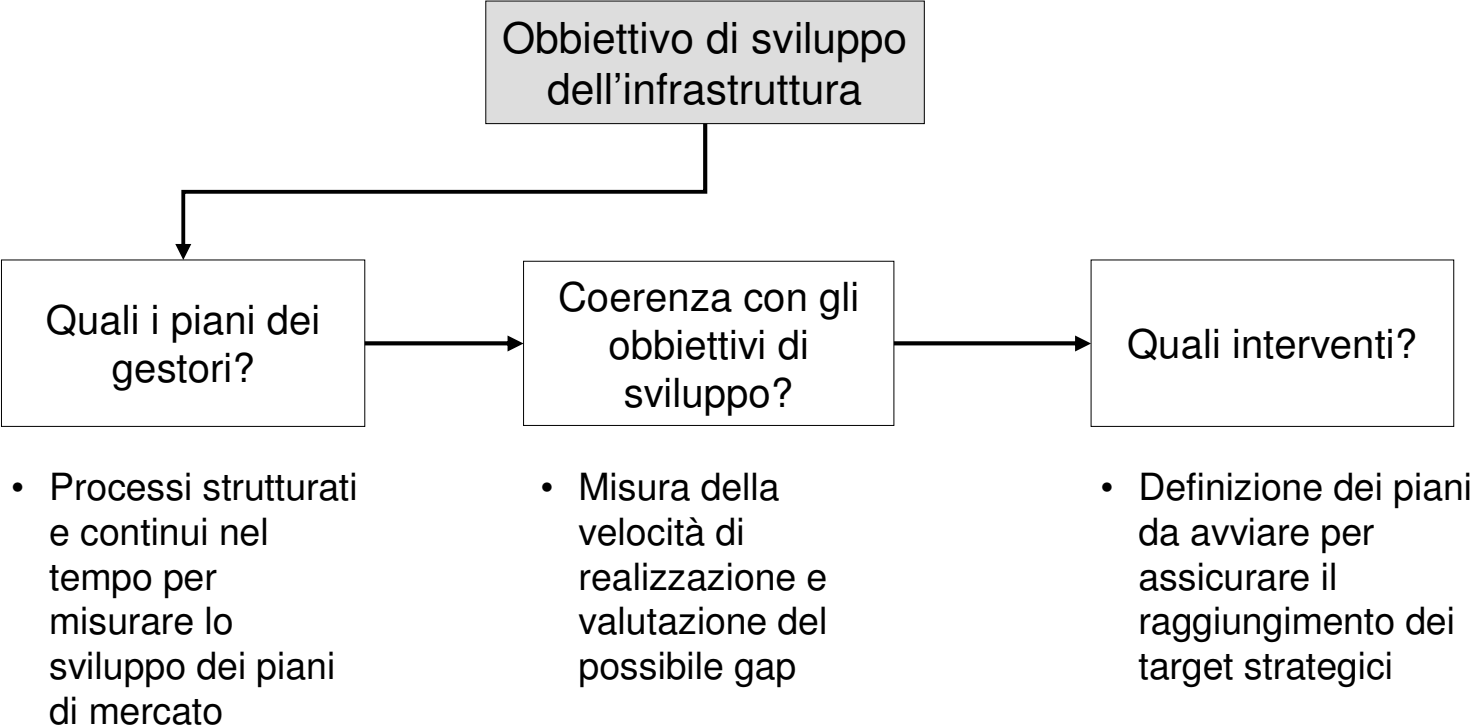 Obbiettivo di sviluppo
dell’infrastruttura
Quali i piani dei
gestori?
Coerenza con gli
obbiettivi di
sviluppo?
Quali interventi?
• Processi strutturati
e continui nel
tempo per
misurare lo
sviluppo dei piani
di mercato
• Misura della
velocità di
realizzazione e
valutazione del
possibile gap
• Definizione dei piani
da avviare per
assicurare il
raggiungimento dei
target strategici